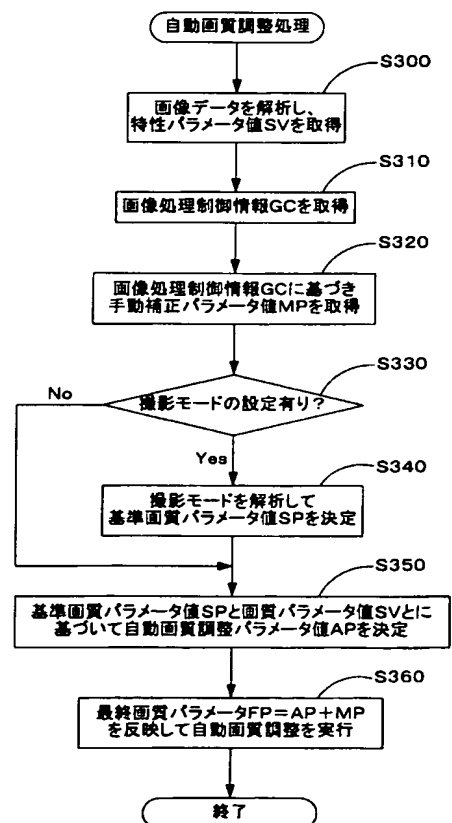 自動画質調整処理
S300
画像データを解析し、
特性パラメータ値SVを取得
S310
画像処理制御情報GCを取得
S320
画像処理制御情報GCに基づき
手動補正パラメータ値MPを取得
S330
No
撮影モードの設定有り？
Yes
S340
撮影モードを解析して
基準画質パラメータ値SPを決定
S350
基準画質パラメータ値SPと画質パラメータ値SVとに
基づいて自動画質調整パラメータ値APを決定
S360
最終画質パラメータFP=AP+MP
を反映して自動画質調整を実行
終了